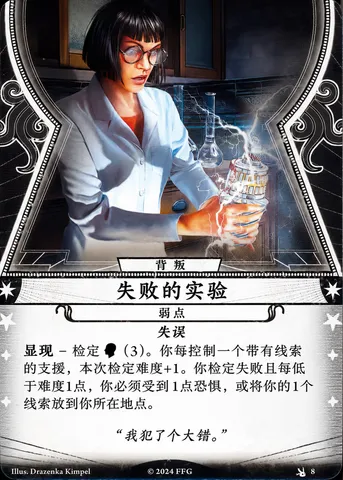 背叛
失败的实验
弱点
失误
显现 – 检定 (3)。你每控制一个带有线索
的支援，本次检定难度+1。你检定失败且每低
于难度1点，你必须受到1点恐惧，或将你的1个
线索放到你所在地点。
“我犯了个大错。”
Illus. Drazenka Kimpel © 2024 FFG 8